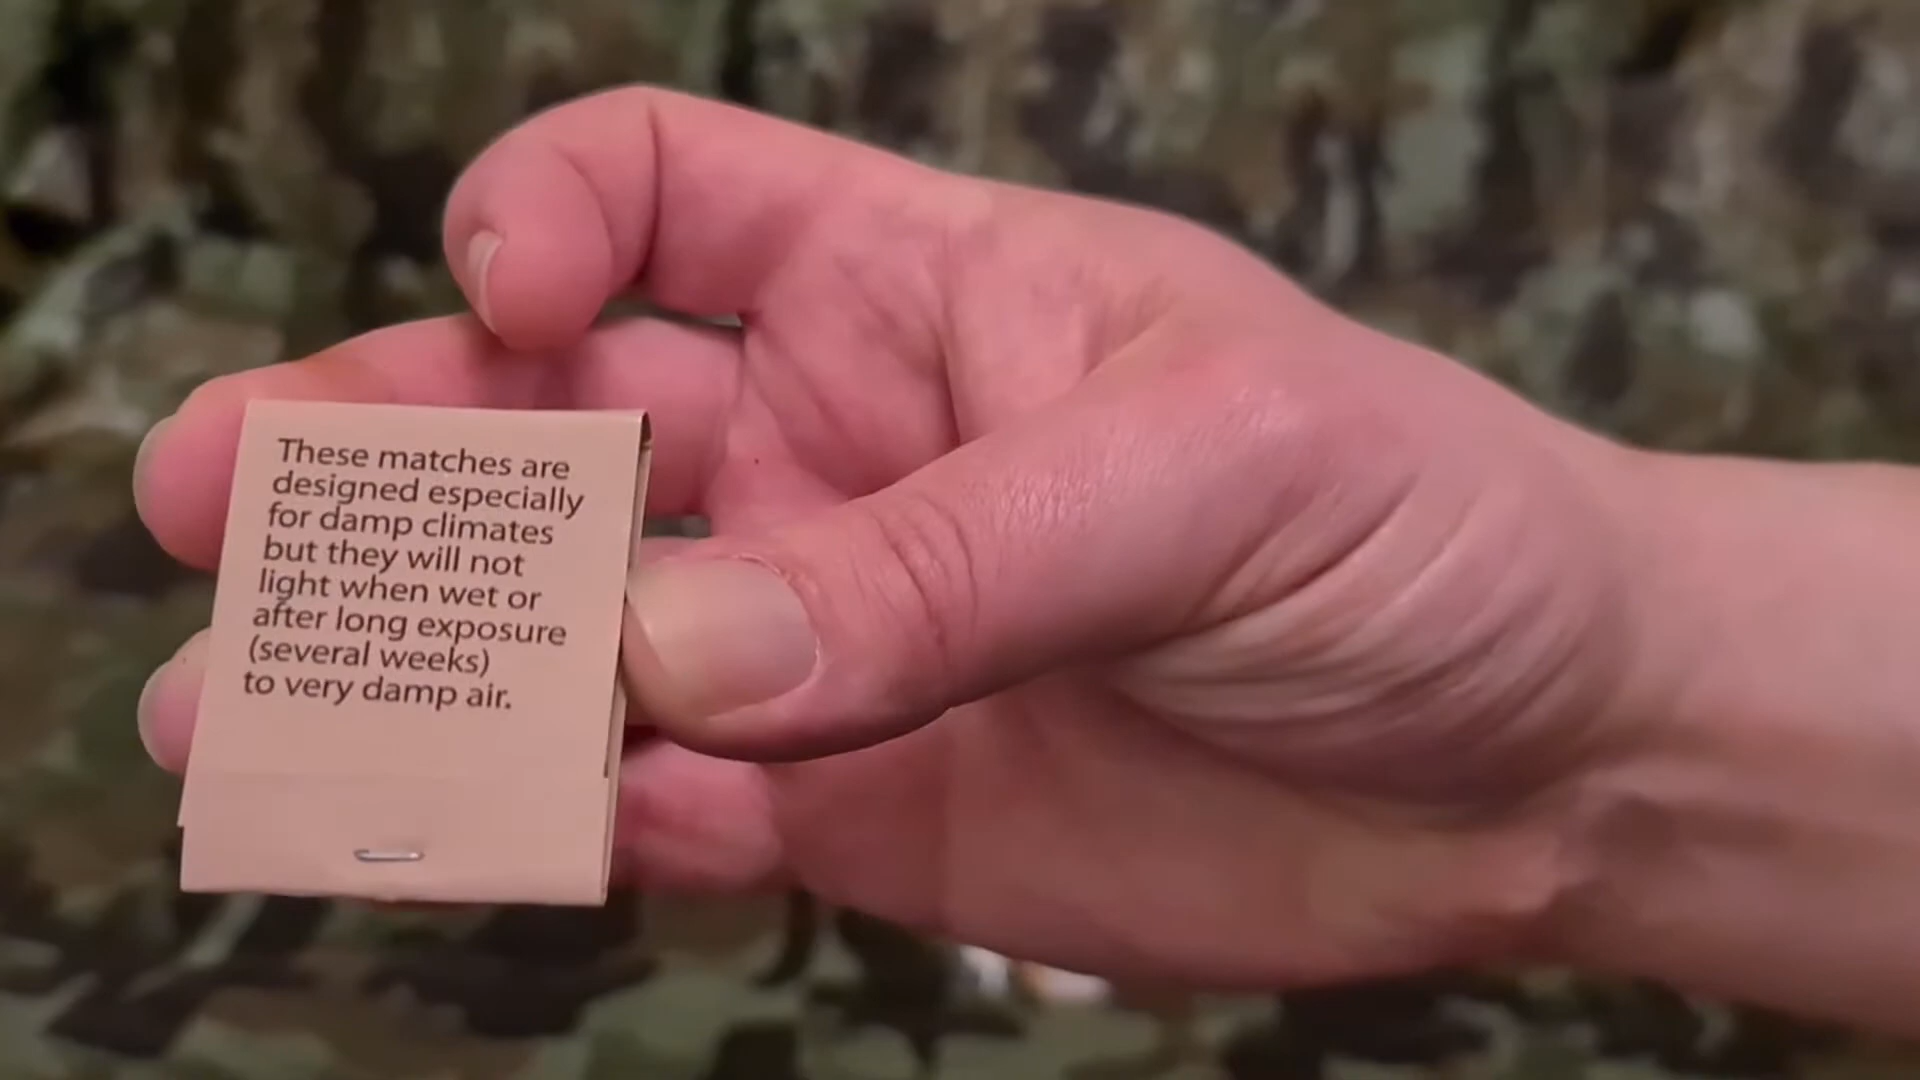 These matches are
designed especially
for damp climates
but they will not
light when wet or
after long exposure
(several weeks)
to very damp air.